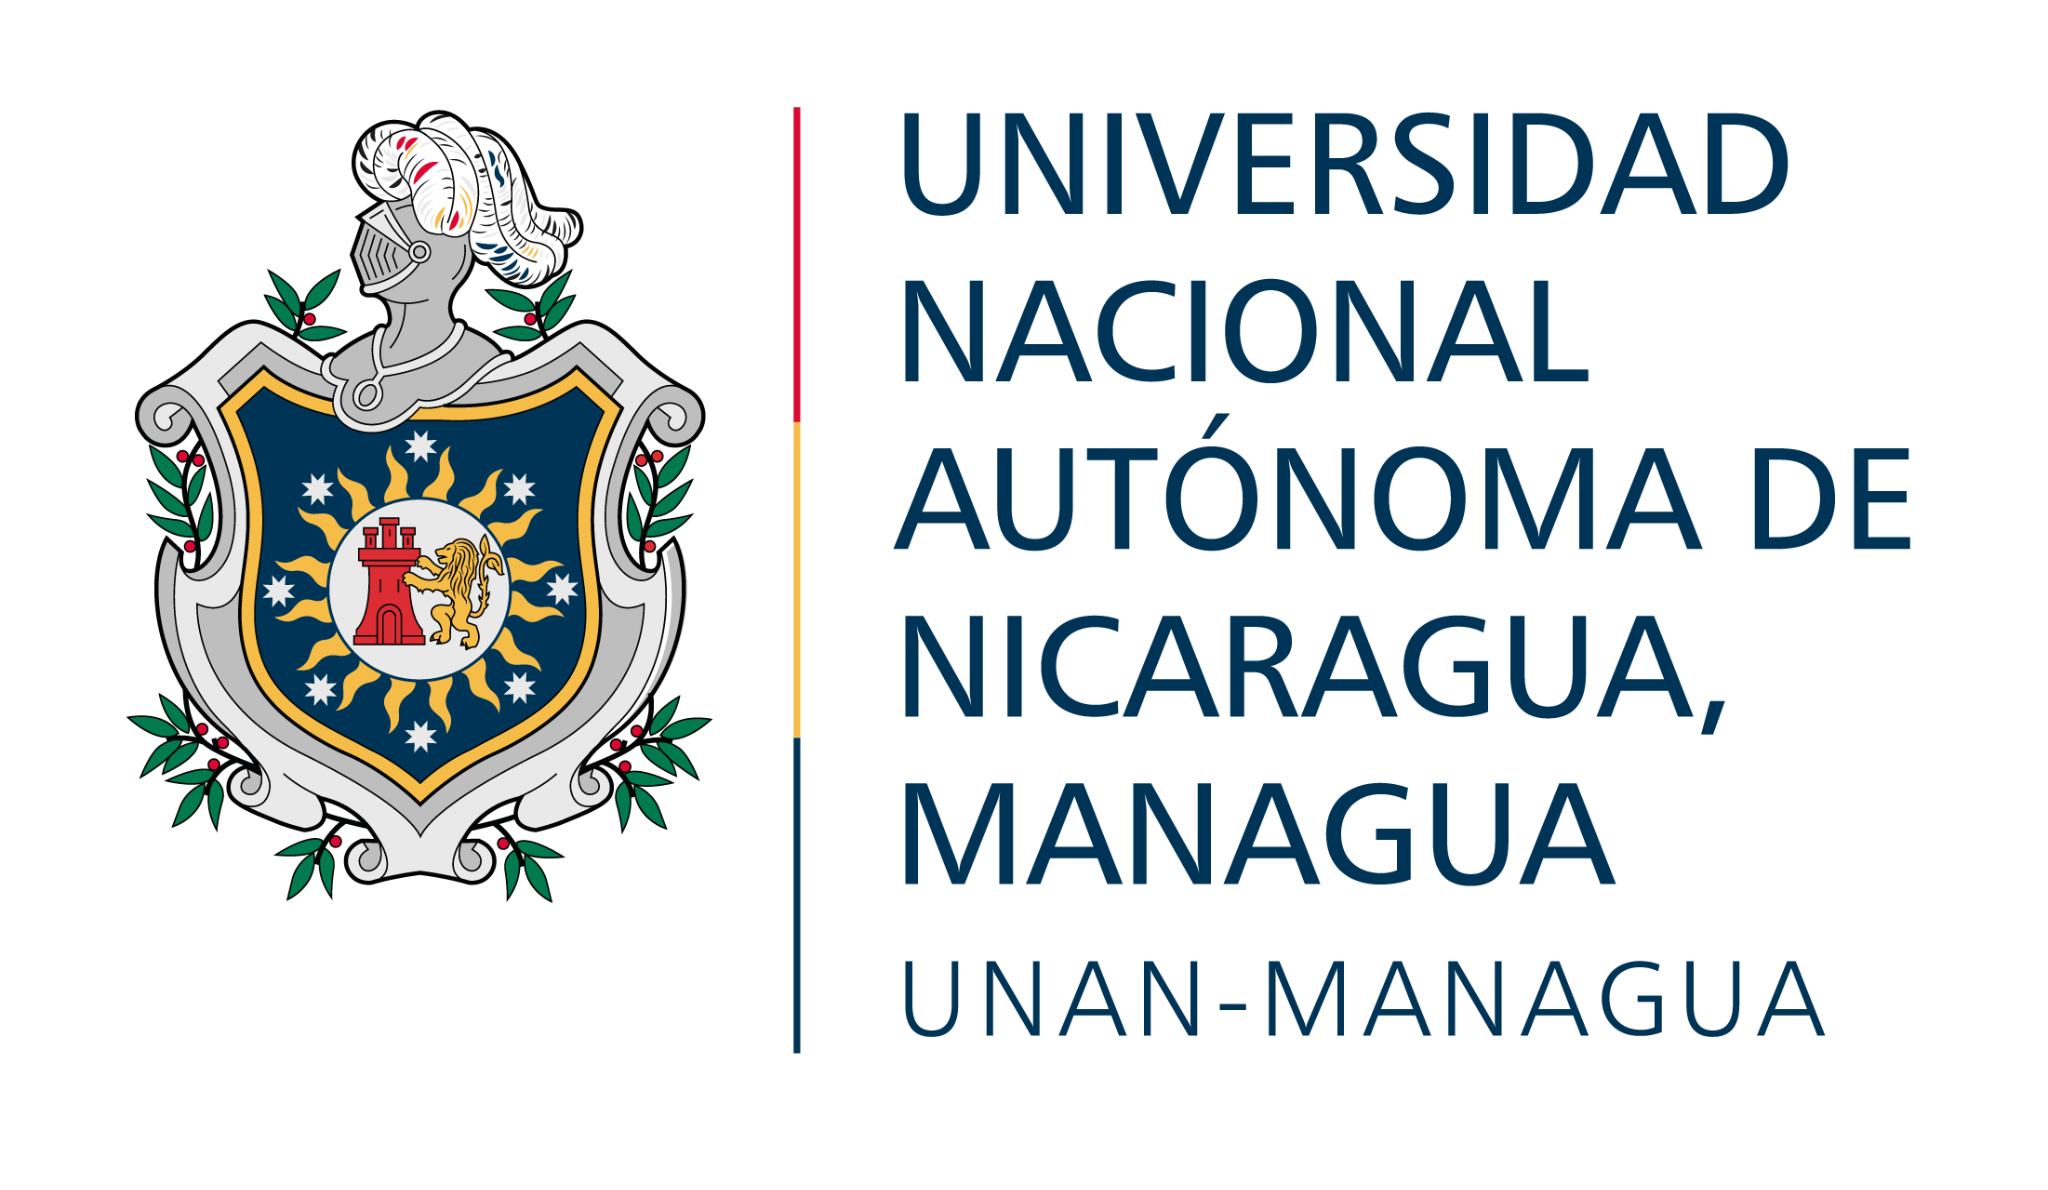 UNIVERSIDAD
NACIONAL
AUTÓNOMA DE
NICARAGUA,
MANAGUA
UNAN-MANAGUA